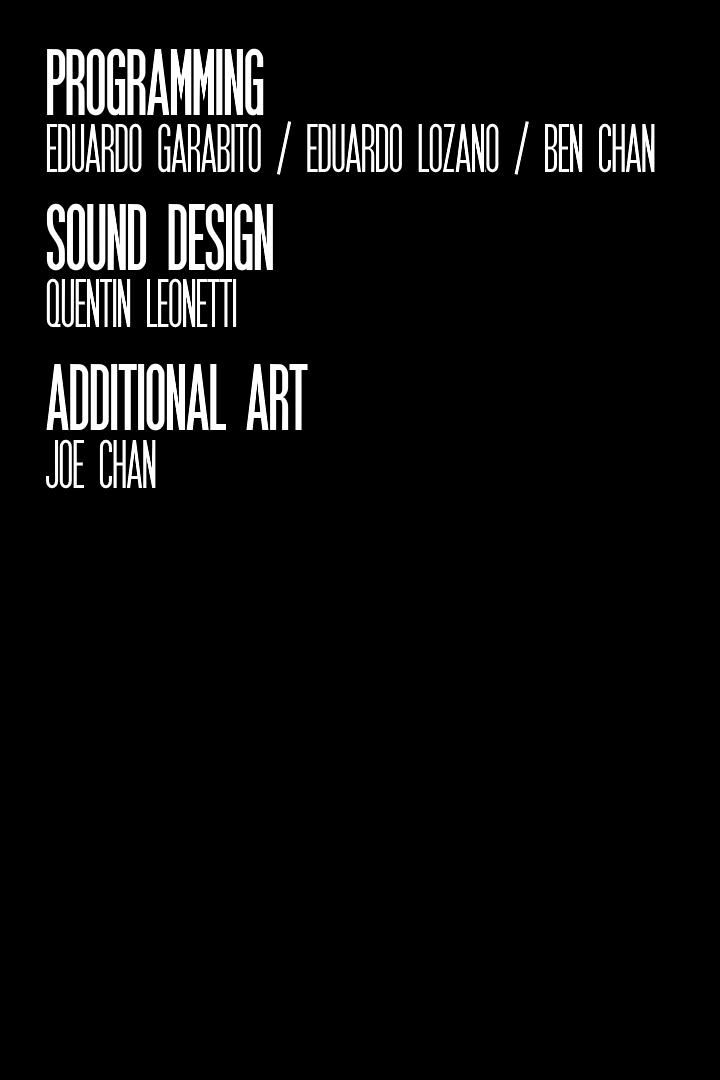 PROGRAMMING
EDUARDO GARABITO / EDUARDO LOZANO / BEN CHAN
SOUND DESIGN
QUENTIN LEONETTI
ADDITIONAL ART
JOE CHAN